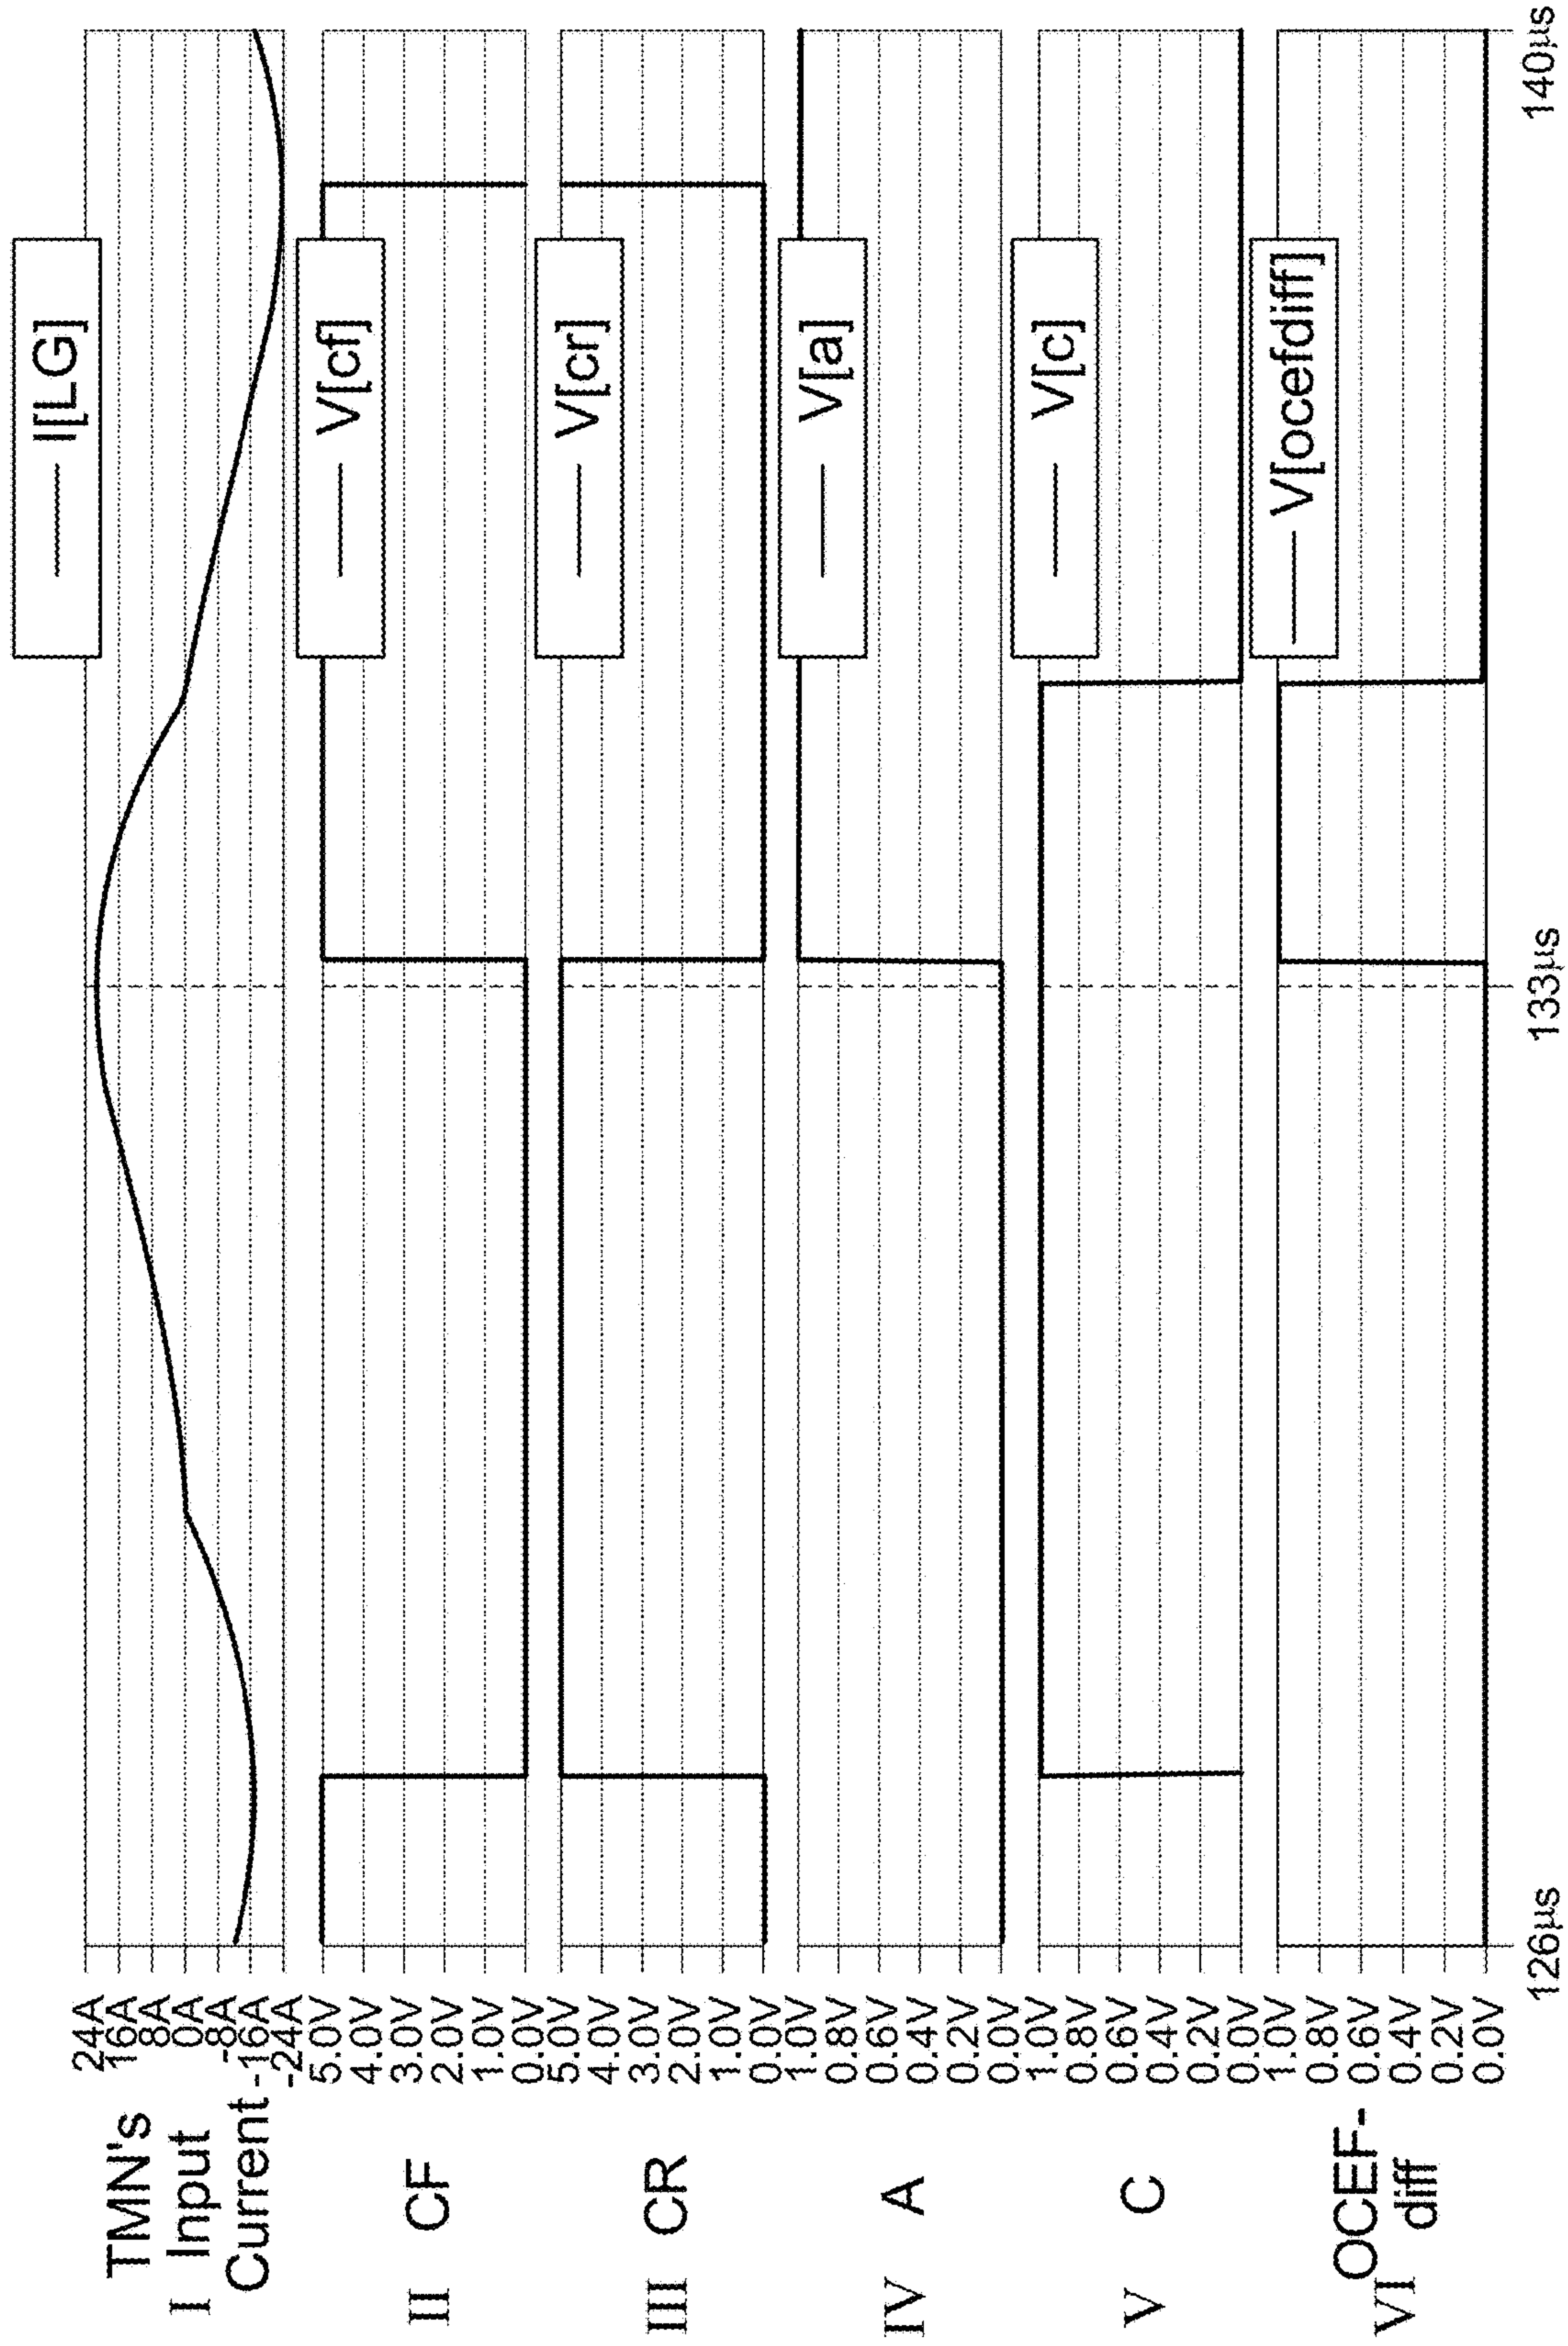 I[LG]
TMN's
I Input
Current
24A
16A
8A
0A
-8A
-16A
-24A
V[cf]
II CF
5.0V
4.0V
3.0V
2.0V
1.0V
0.0V
V[cr]
III CR
5.0V
4.0V
3.0V
2.0V
1.0V
0.0V
V[a]
IV A
1.0V
0.8V
0.6V
0.4V
0.2V
0.0V
V[c]
V C
1.0V
0.8V
0.6V
0.4V
0.2V
0.0V
V[ocefdiff]
VI OCEF-
diff
1.0V
0.8V
0.6V
0.4V
0.2V
0.0V
126µs
133µs
140µs